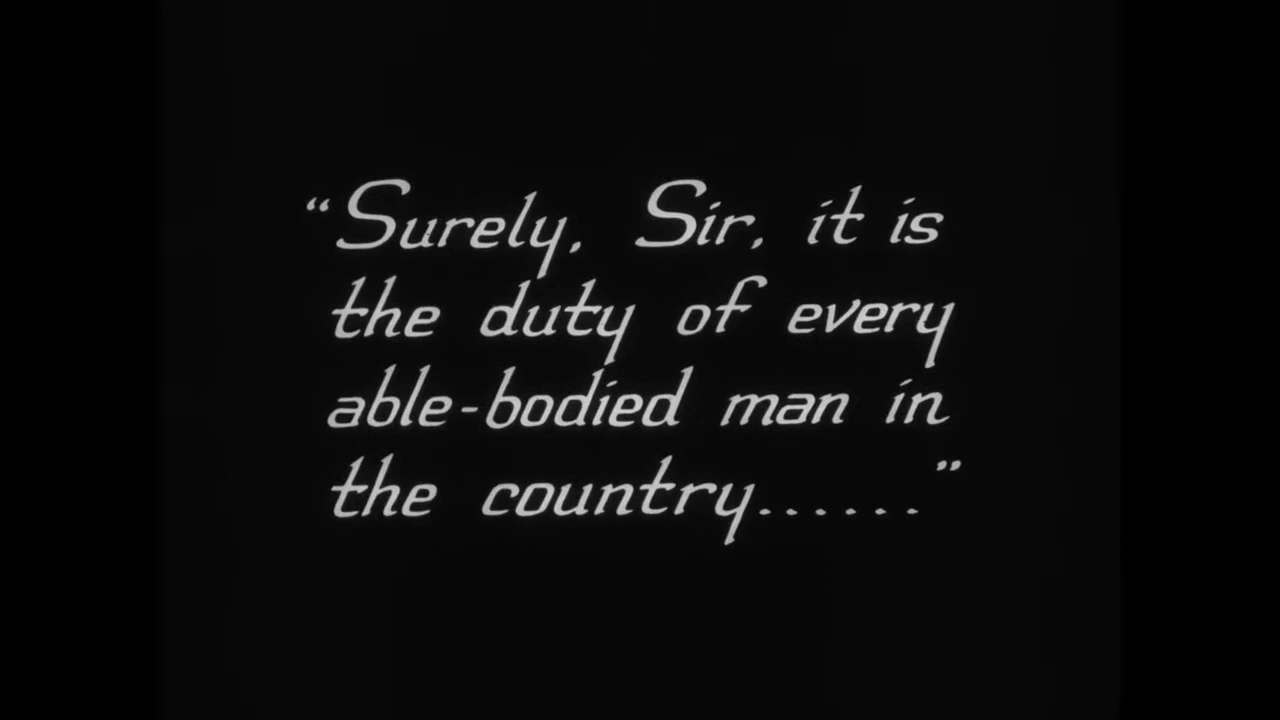 “Surely, Sir, it is
the duty of every
able-bodied man in
the country......”